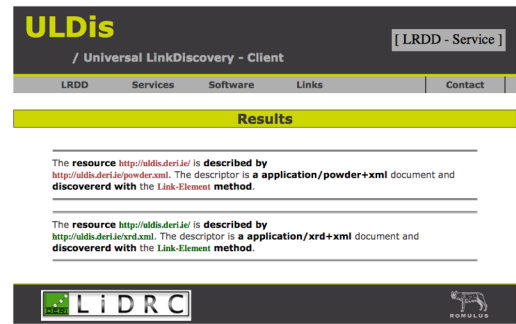 ULDis
[ LRDD - Service ]
/ Universal LinkDiscovery - Client
LRDD Services Software Links Contact
Results
The resource http://uldis.deri.ie/ is described by
http://uldis.deri.ie/powder.xml. The descriptor is a application/powder+xml document and
discovererd with the Link-Element method.
The resource http://uldis.deri.ie/ is described by
http://uldis.deri.ie/xrd.xml. The descriptor is a application/xrd+xml document and
discovererd with the Link-Element method.
DERI LiDRC
ROMULUS